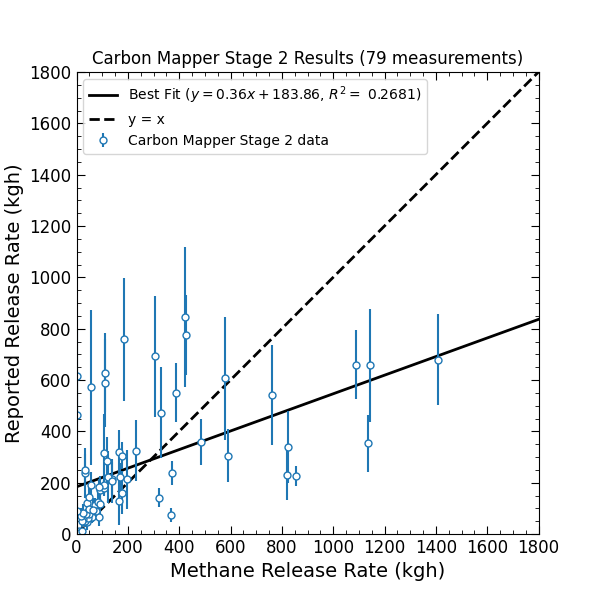 Carbon Mapper Stage 2 Results (79 measurements)
Best Fit (y = 0.36x + 183.86, R² = 0.2681)
y = x
Carbon Mapper Stage 2 data
1800
1600
1400
1200
1000
800
600
400
200
0
Reported Release Rate (kgh)
0 200 400 600 800 1000 1200 1400 1600 1800
Methane Release Rate (kgh)